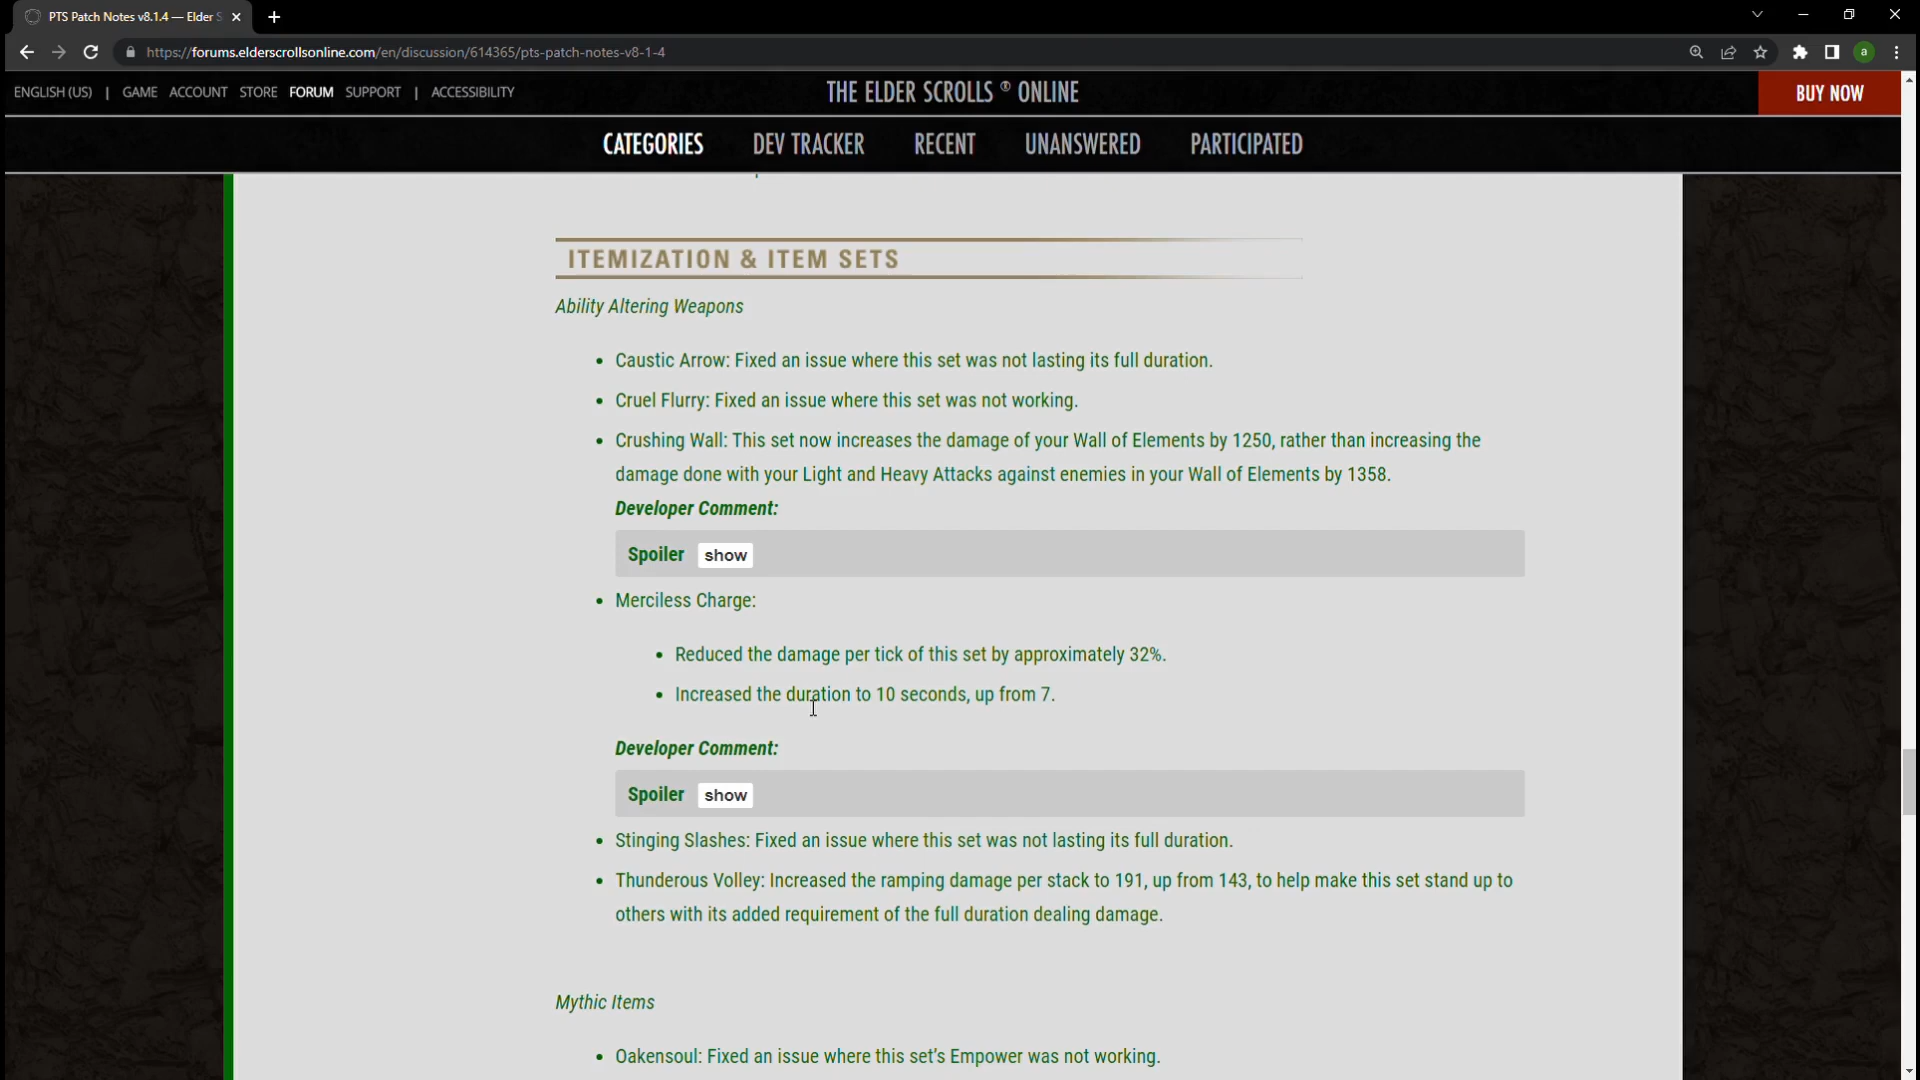 PTS Patch Notes v8.1.4 — Elder S
https://forums.elderscrollsonline.com/en/discussion/614365/pts-patch-notes-v8-1-4
a
ENGLISH (US) | GAME ACCOUNT STORE FORUM SUPPORT | ACCESSIBILITY
THE ELDER SCROLLS ® ONLINE
BUY NOW
CATEGORIES DEV TRACKER RECENT UNANSWERED PARTICIPATED
ITEMIZATION & ITEM SETS
Ability Altering Weapons
• Caustic Arrow: Fixed an issue where this set was not lasting its full duration.
• Cruel Flurry: Fixed an issue where this set was not working.
• Crushing Wall: This set now increases the damage of your Wall of Elements by 1250, rather than increasing the
damage done with your Light and Heavy Attacks against enemies in your Wall of Elements by 1358.
Developer Comment:
Spoiler show
• Merciless Charge:
• Reduced the damage per tick of this set by approximately 32%.
• Increased the duration to 10 seconds, up from 7.
Developer Comment:
Spoiler show
• Stinging Slashes: Fixed an issue where this set was not lasting its full duration.
• Thunderous Volley: Increased the ramping damage per stack to 191, up from 143, to help make this set stand up to
others with its added requirement of the full duration dealing damage.
Mythic Items
• Oakensoul: Fixed an issue where this set's Empower was not working.